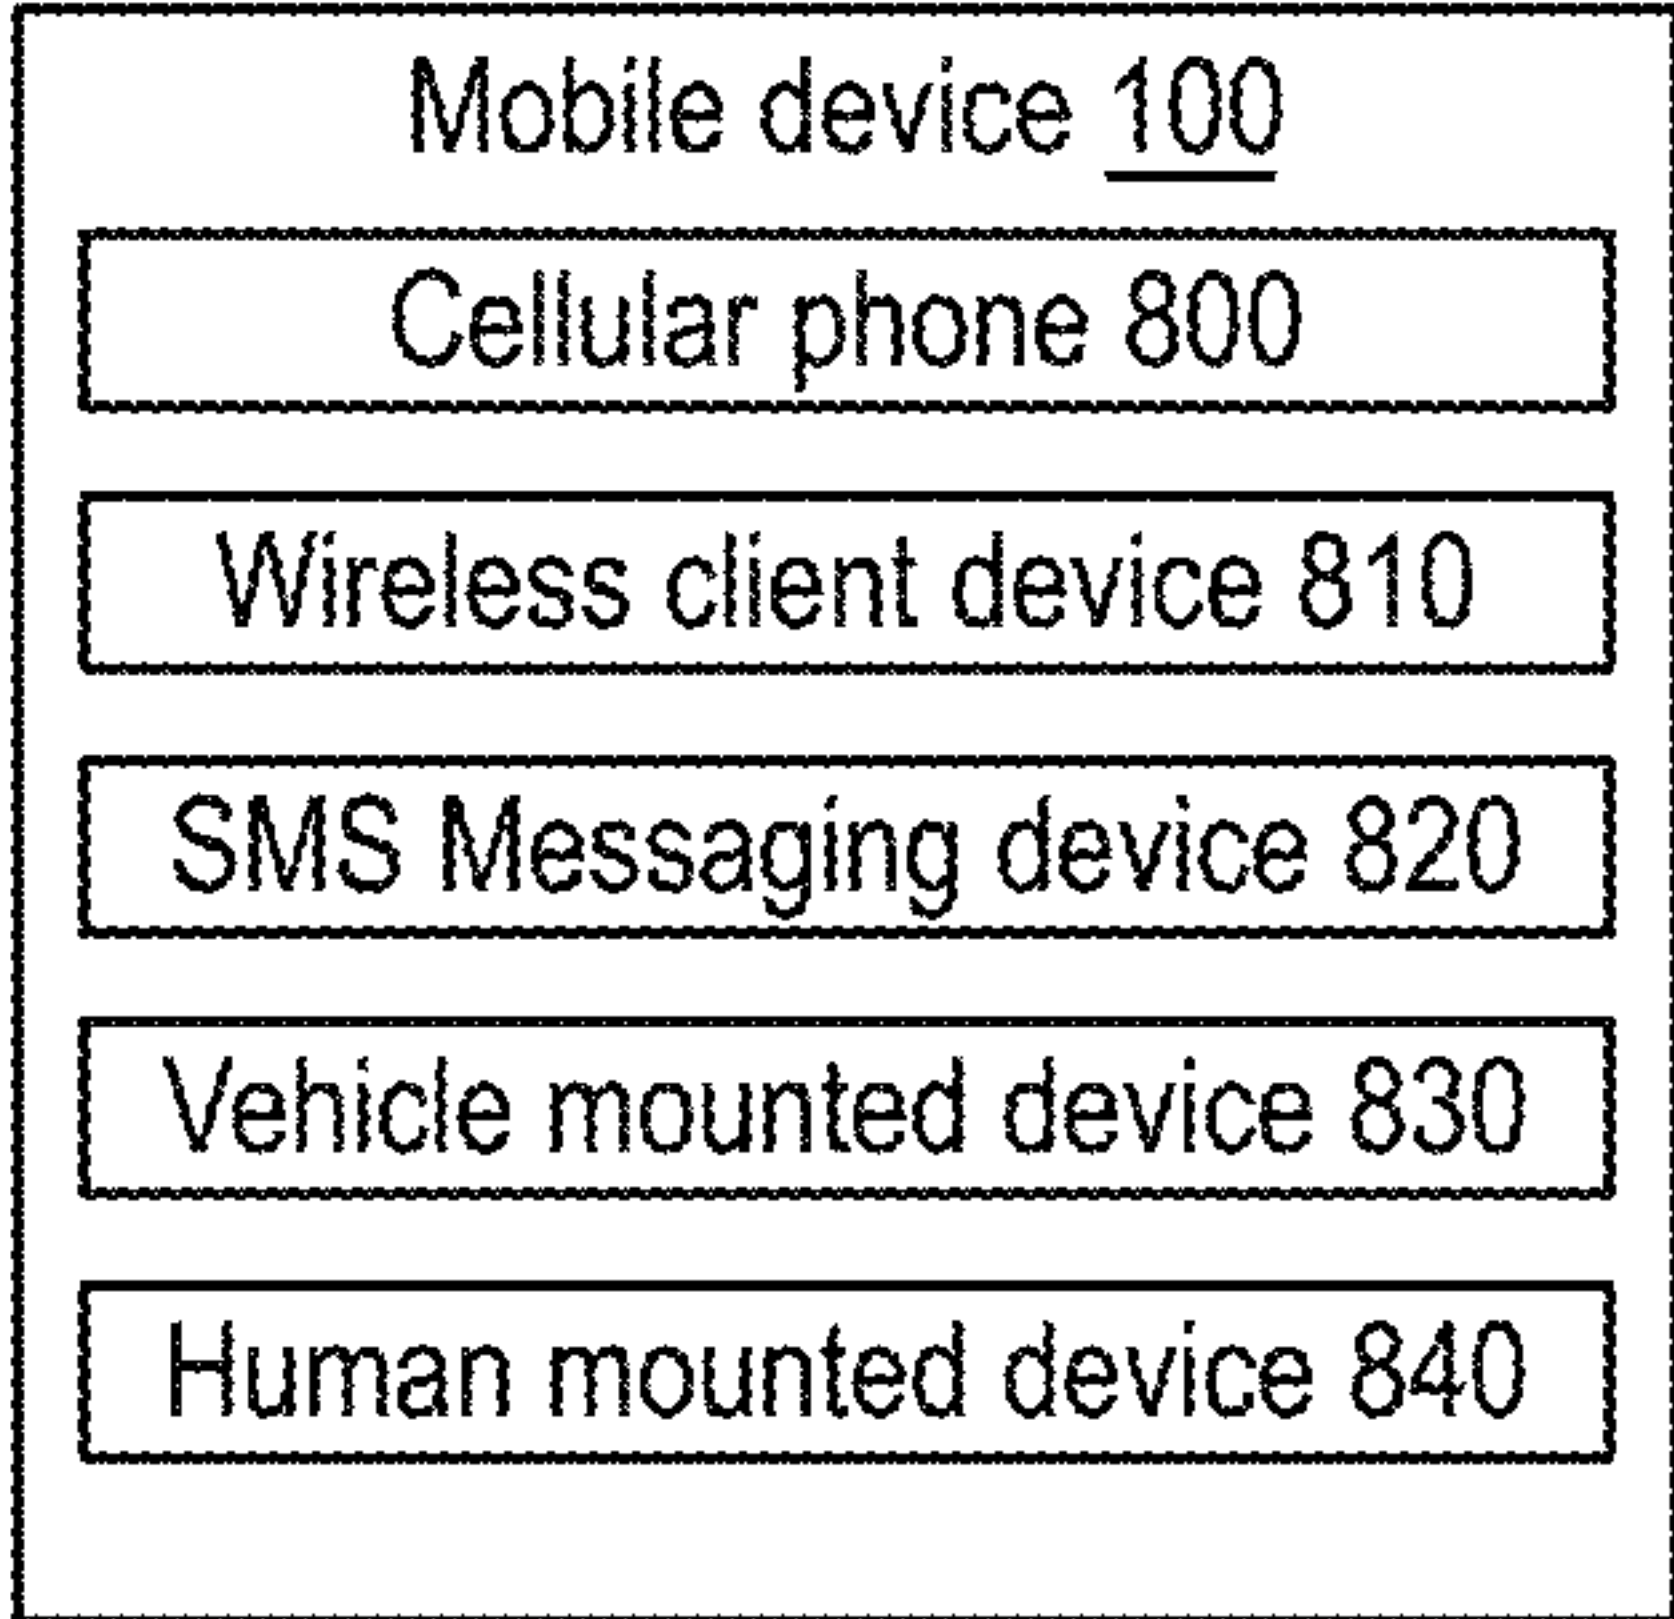 Mobile device 100
Cellular phone 800
Wireless client device 810
SMS Messaging device 820
Vehicle mounted device 830
Human mounted device 840